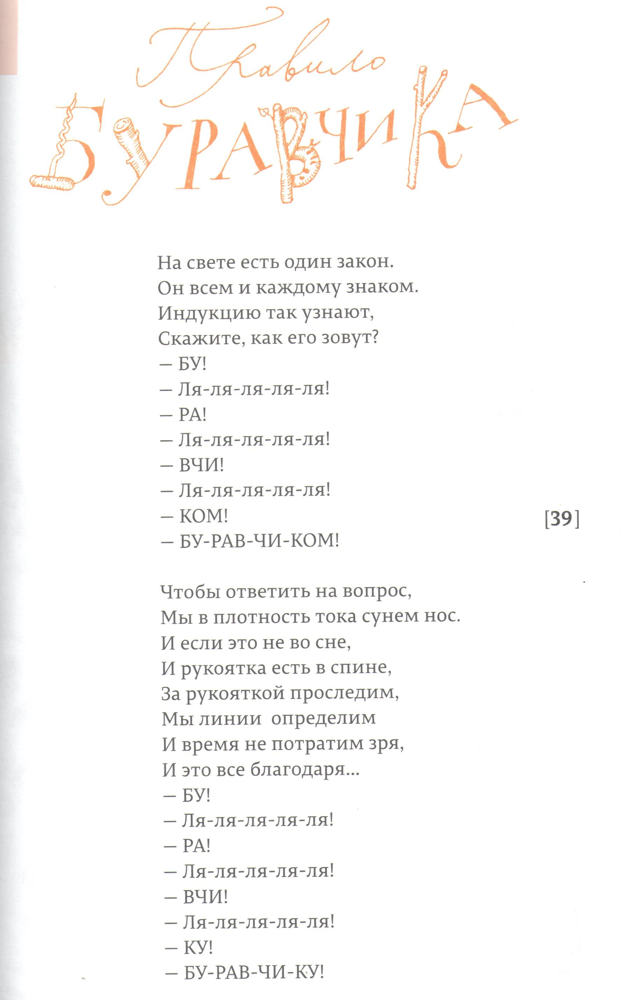 Правило
БУРАВЧИКА
На свете есть один закон.
Он всем и каждому знаком.
Индукцию так узнают,
Скажите, как его зовут?
– БУ!
– Ля-ля-ля-ля-ля!
– РА!
– Ля-ля-ля-ля-ля!
– ВЧИ!
– Ля-ля-ля-ля-ля!
– КОМ!
[39]
– БУ-РАВ-ЧИ-КОМ!
Чтобы ответить на вопрос,
Мы в плотность тока сунем нос.
И если это не во сне,
И рукоятка есть в спине,
За рукояткой проследим,
Мы линии определим
И время не потратим зря,
И это все благодаря...
– БУ!
– Ля-ля-ля-ля-ля!
– РА!
– Ля-ля-ля-ля-ля!
– ВЧИ!
– Ля-ля-ля-ля-ля!
– КУ!
– БУ-РАВ-ЧИ-КУ!